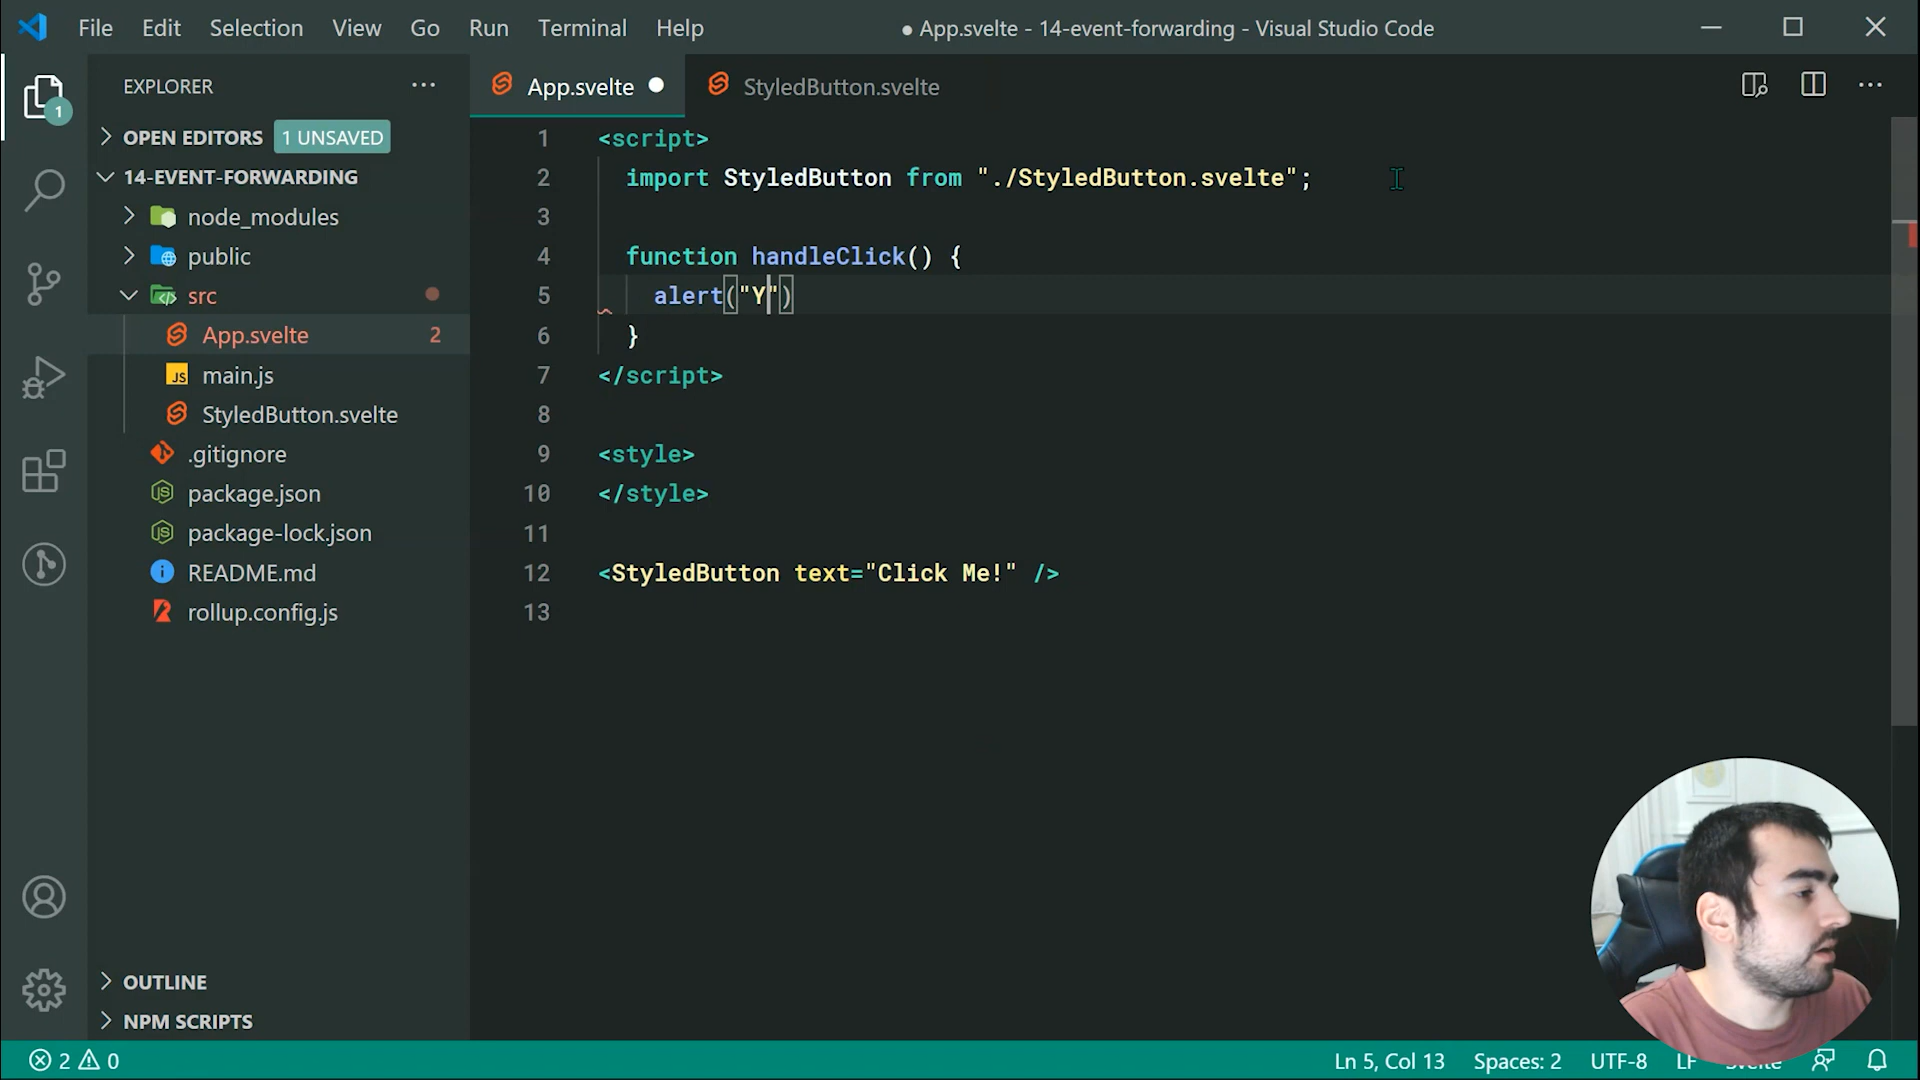 File Edit Selection View Go Run Terminal Help
● App.svelte - 14-event-forwarding - Visual Studio Code
1
EXPLORER
OPEN EDITORS 1 UNSAVED
14-EVENT-FORWARDING
node_modules
public
src
App.svelte 2
JS main.js
StyledButton.svelte
.gitignore
package.json
package-lock.json
README.md
rollup.config.js
OUTLINE
NPM SCRIPTS
App.svelte ●
StyledButton.svelte
1 <script>
2 import StyledButton from "./StyledButton.svelte";
3
4 function handleClick() {
5 alert("Y")
6 }
7 </script>
8
9 <style>
10 </style>
11
12 <StyledButton text="Click Me!" />
13
2 0
Ln 5, Col 13 Spaces: 2 UTF-8 LF Svelte